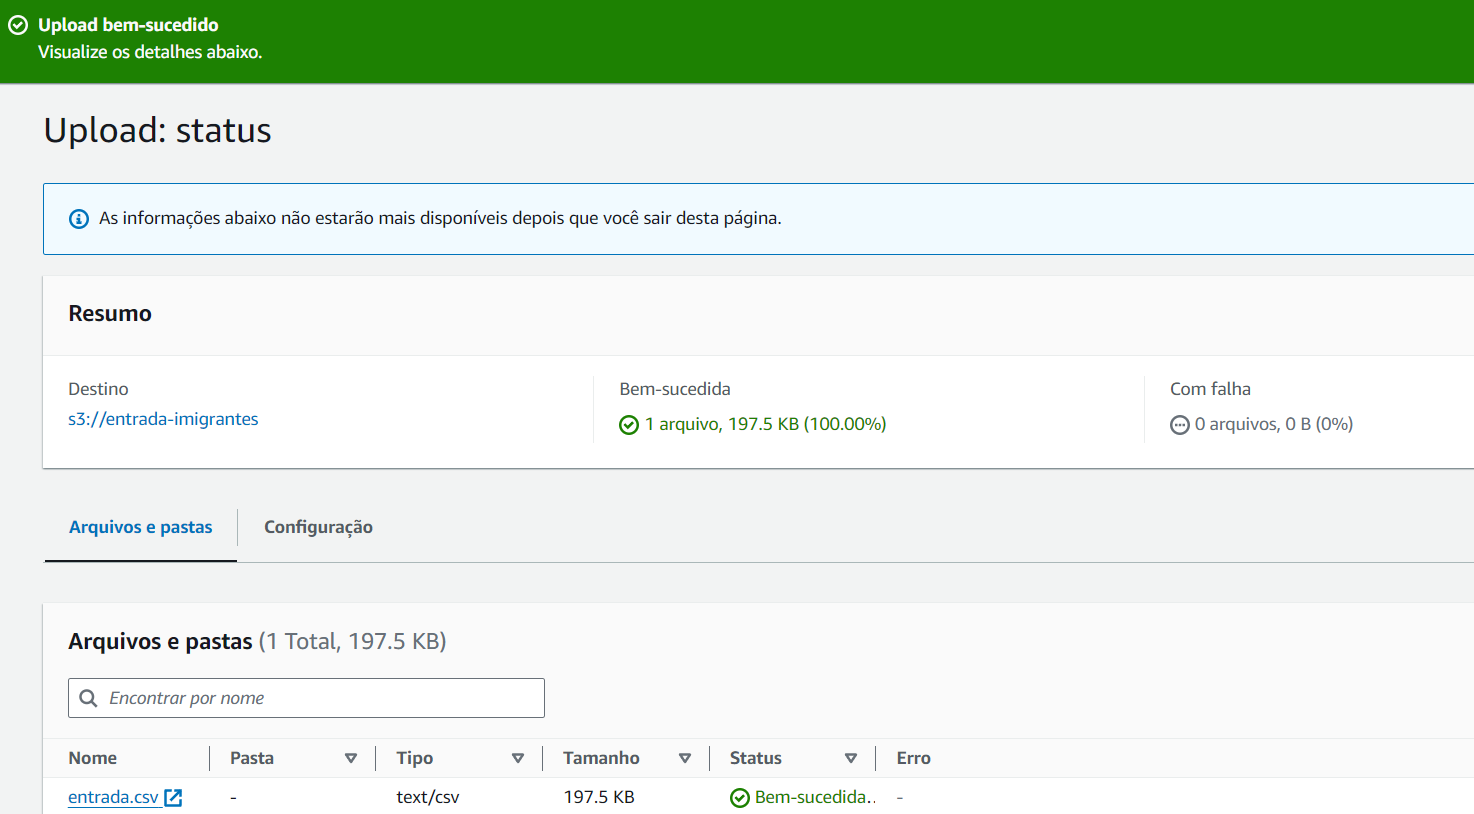 Upload bem-sucedido
Visualize os detalhes abaixo.
Upload: status
As informações abaixo não estarão mais disponíveis depois que você sair desta página.
Resumo
Destino
s3://entrada-imigrantes
Bem-sucedida
1 arquivo, 197.5 KB (100.00%)
Com falha
0 arquivos, 0 B (0%)
Arquivos e pastas
Configuração
Arquivos e pastas (1 Total, 197.5 KB)
Encontrar por nome
Nome Pasta Tipo Tamanho Status Erro
entrada.csv - text/csv 197.5 KB Bem-sucedida.. -